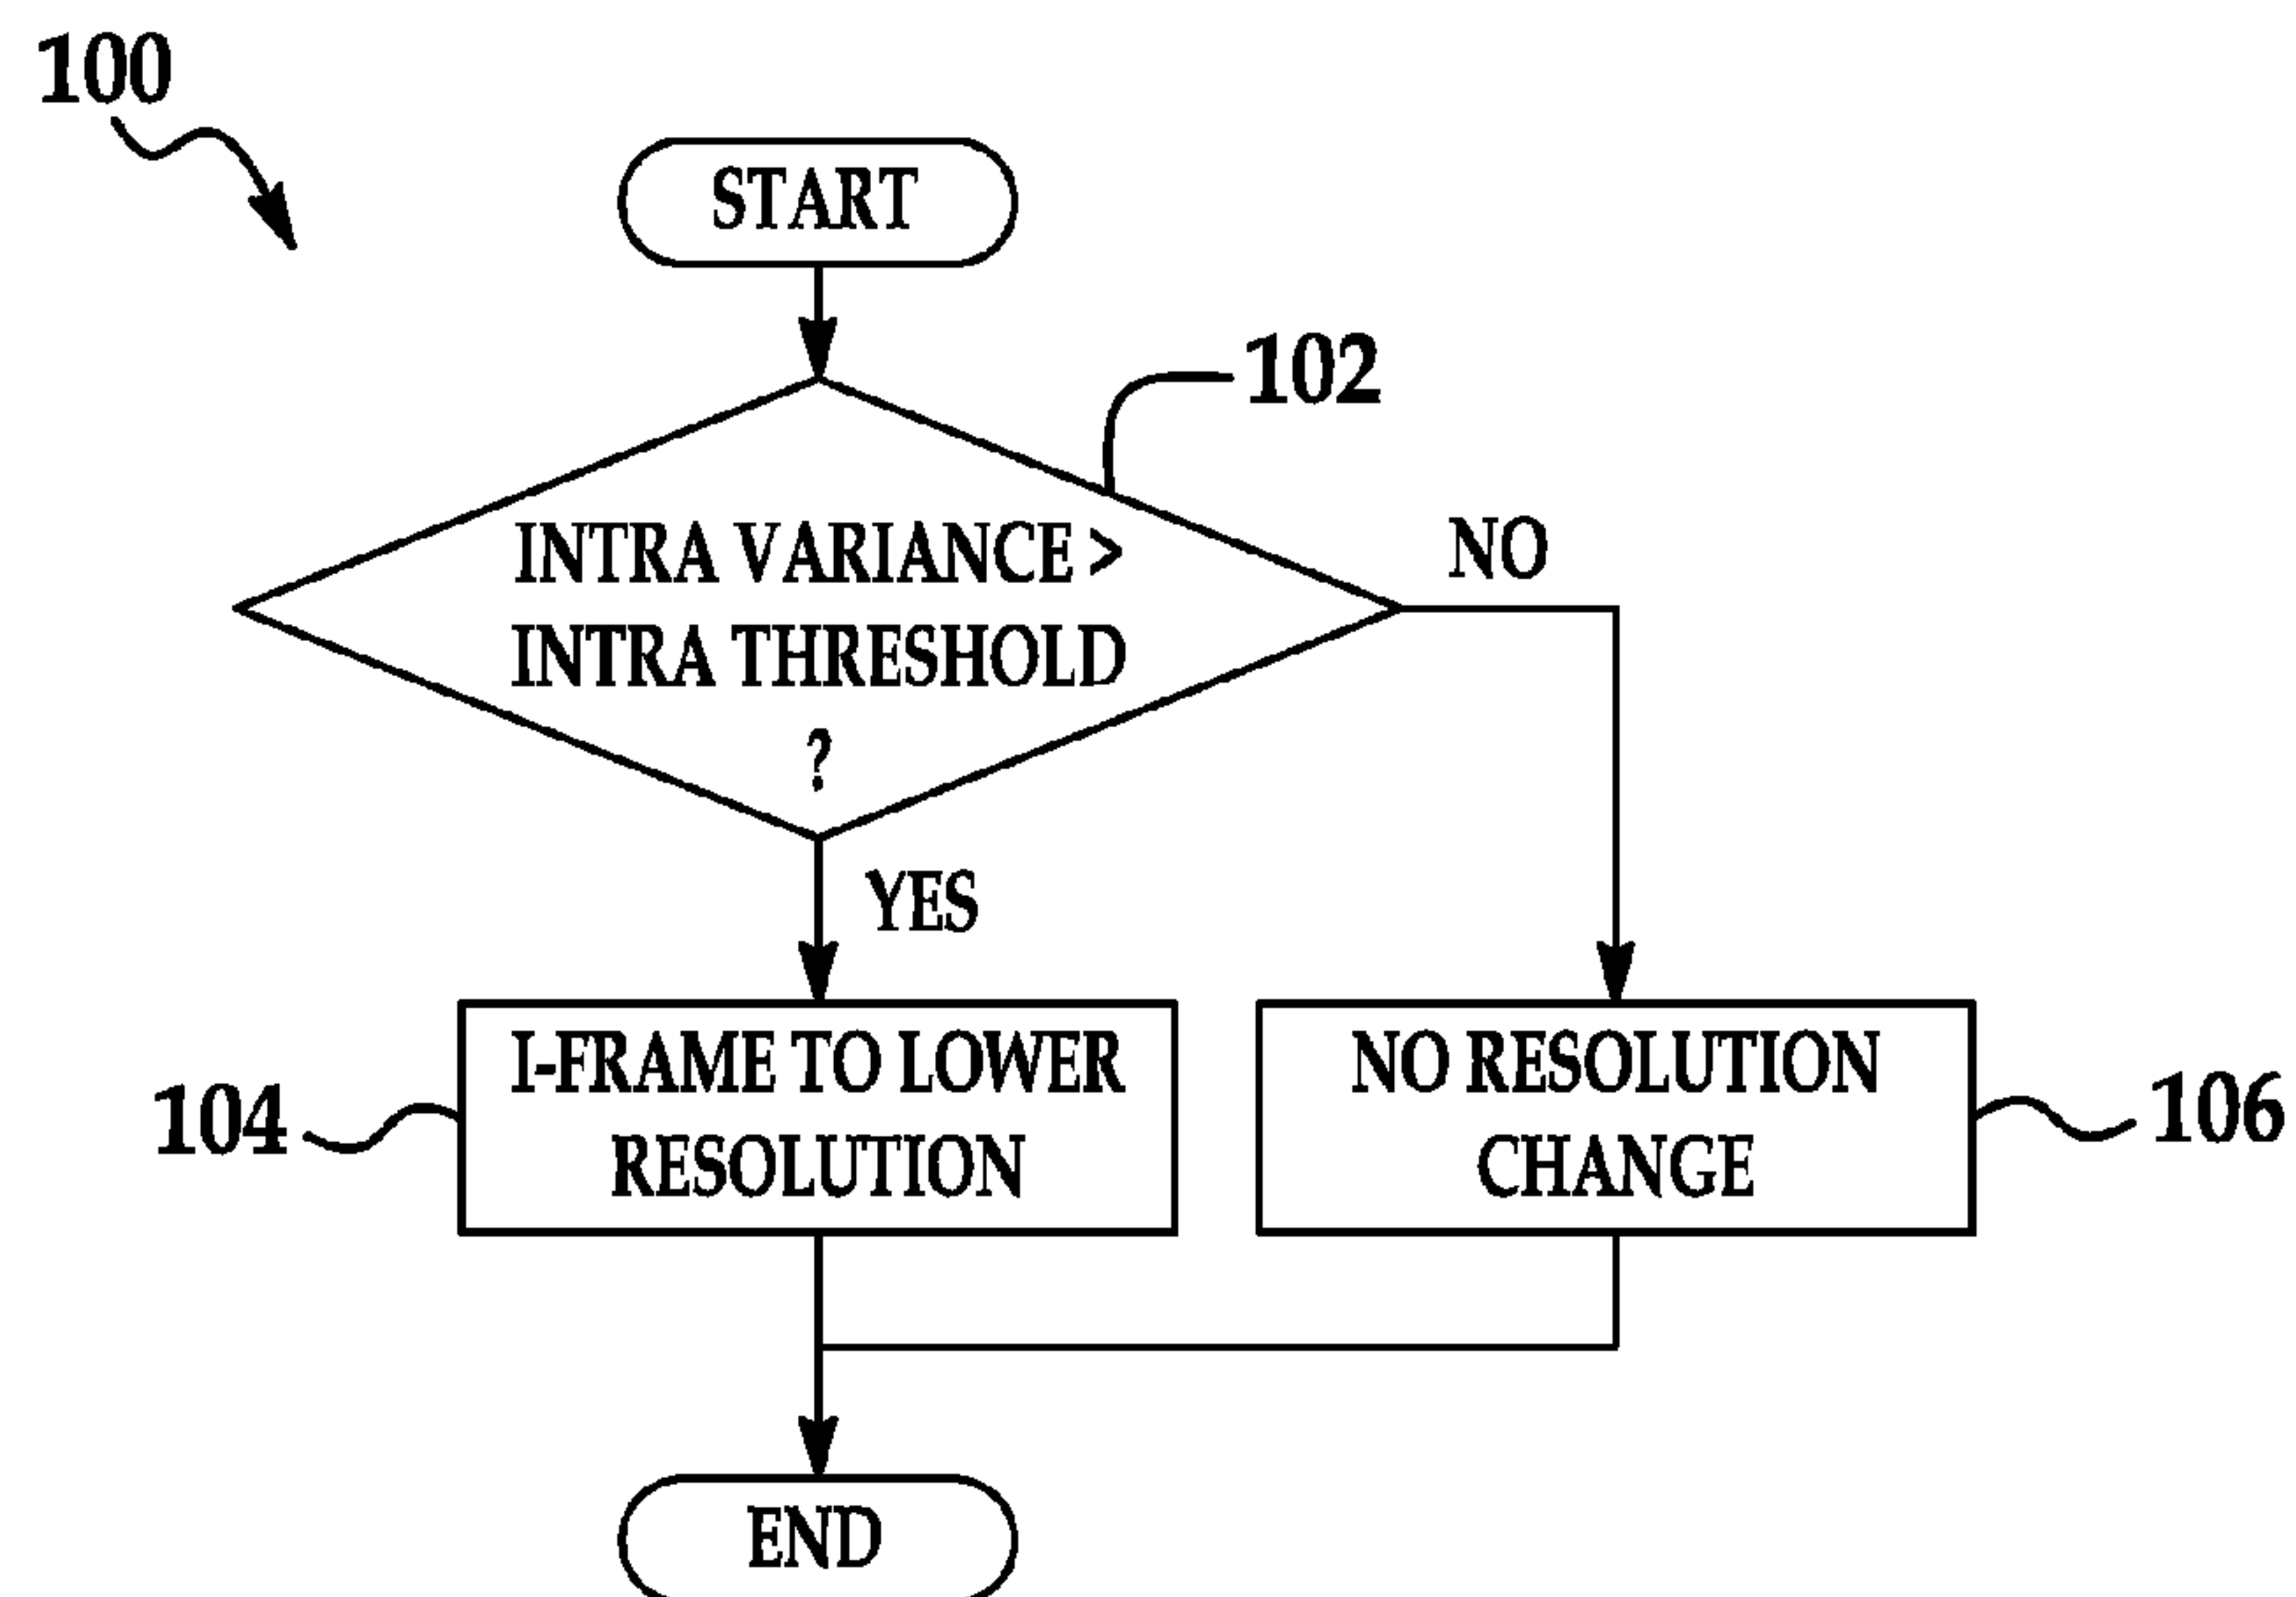 100
START
102
INTRA VARIANCE >
INTRA THRESHOLD
?
NO
YES
I-FRAME TO LOWER
RESOLUTION
104
NO RESOLUTION
CHANGE
106
END